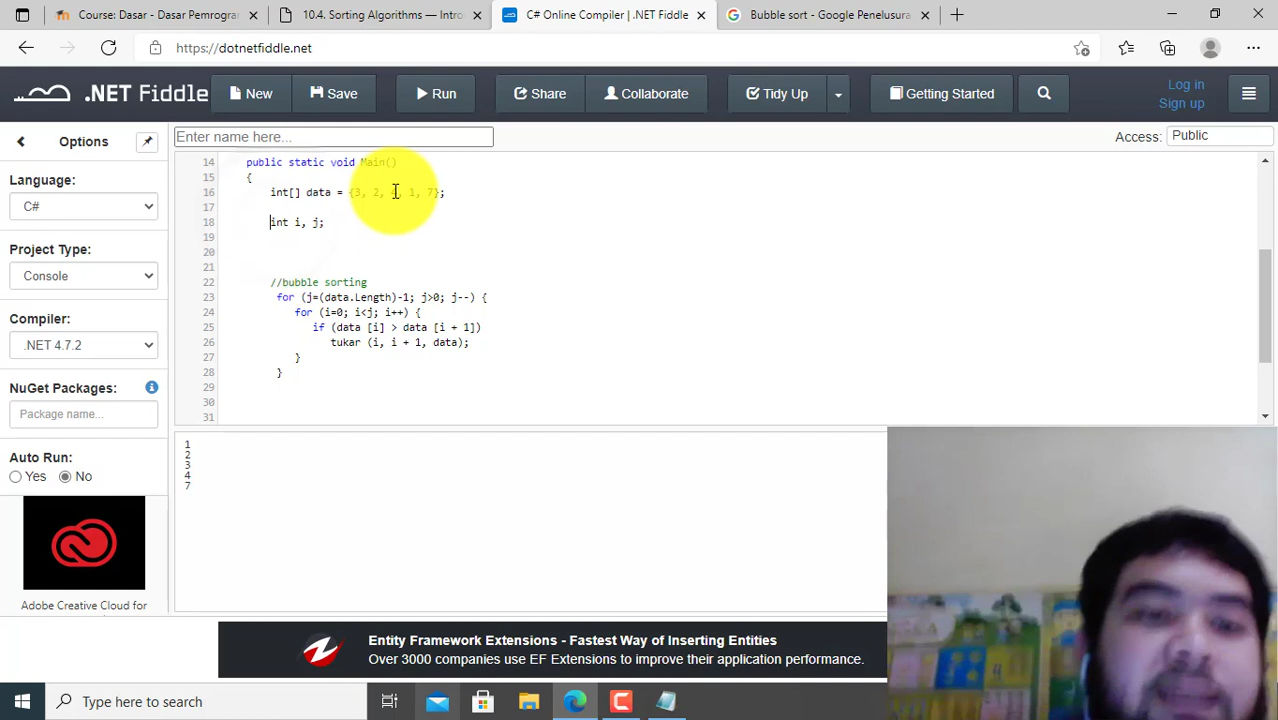 Course: Dasar - Dasar Pemrogra
10.4. Sorting Algorithms — Intro
C# Online Compiler | .NET Fiddle
Bubble sort - Google Penelusura
https://dotnetfiddle.net
.NET Fiddle
New
Save
Run
Share
Collaborate
Tidy Up
Getting Started
Log in
Sign up
Options
Enter name here...
Access:
Public
Language:
C#
Project Type:
Console
Compiler:
.NET 4.7.2
NuGet Packages:
Package name...
Auto Run:
Yes
No
Adobe Creative Cloud for
14 public static void Main()
15 {
16 int[] data = {3, 2, 4, 1, 7};
17
18 int i, j;
19
20
21
22 //bubble sorting
23 for (j=(data.Length)-1; j>0; j--) {
24 for (i=0; i<j; i++) {
25 if (data [i] > data [i + 1])
26 tukar (i, i + 1, data);
27 }
28 }
29
30
31
1
2
3
4
7
Entity Framework Extensions - Fastest Way of Inserting Entities
Over 3000 companies use EF Extensions to improve their application performance.
Type here to search